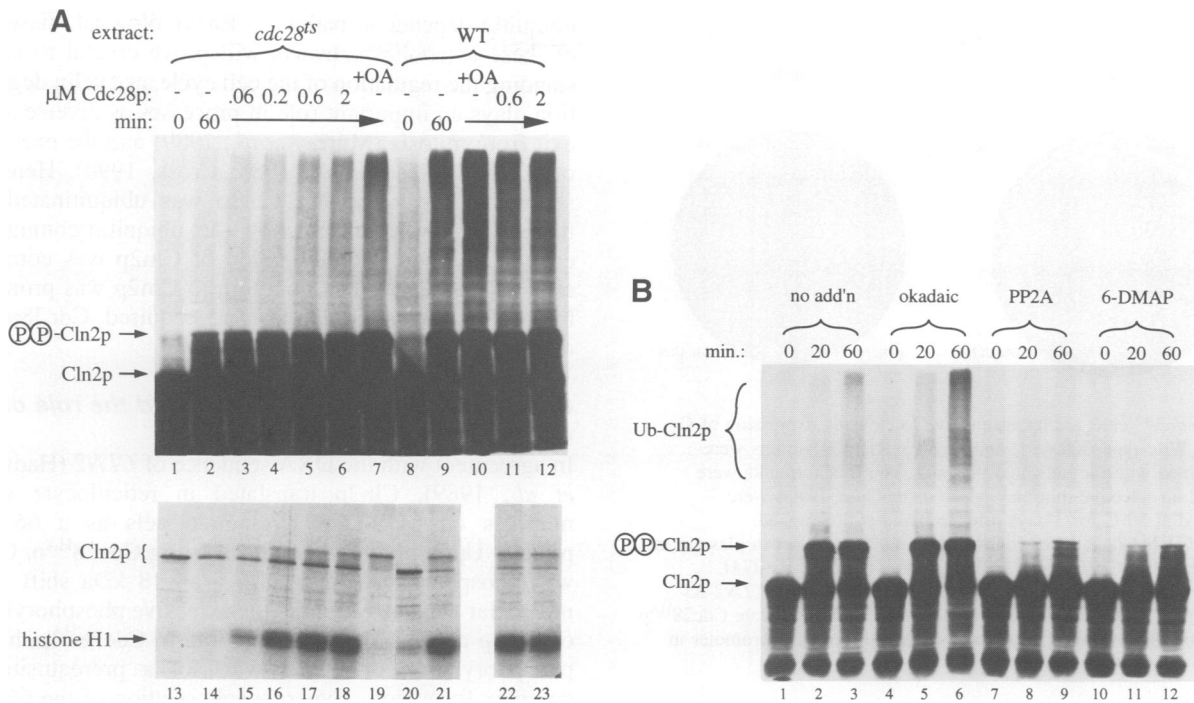 A
extract: cdc28ts WT
+OA +OA
µM Cdc28p: - - .06 0.2 0.6 2 - - - - 0.6 2
min: 0 60 0 60
PP-Cln2p
Cln2p
1 2 3 4 5 6 7 8 9 10 11 12
Cln2p
histone H1
13 14 15 16 17 18 19 20 21 22 23
B
no add'n okadaic PP2A 6-DMAP
min.: 0 20 60 0 20 60 0 20 60 0 20 60
Ub-Cln2p
PP-Cln2p
Cln2p
1 2 3 4 5 6 7 8 9 10 11 12